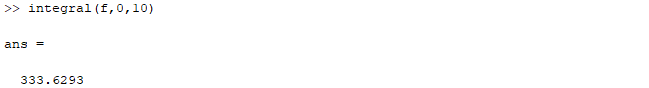 >> integral(f,0,10)
ans =
333.6293